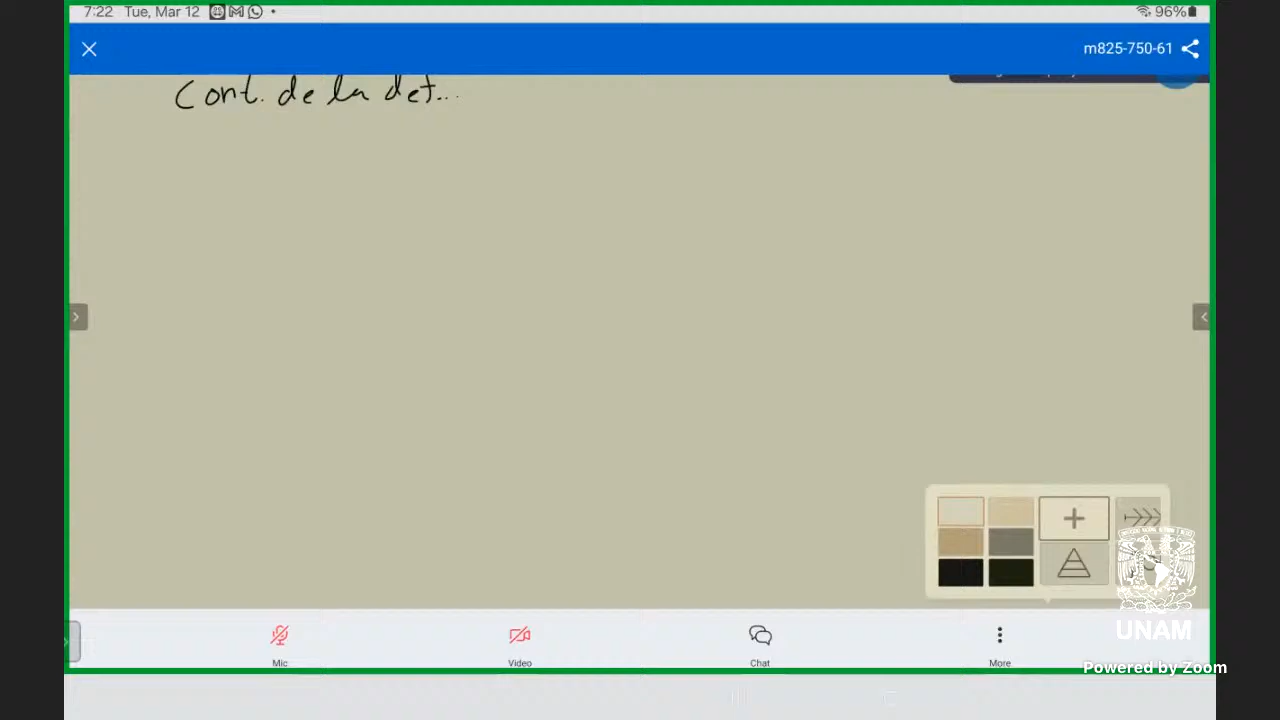 7:22 Tue, Mar 12
96%
m825-750-61
Cont. de la det...
UNAM
Mic
Video
Chat
More
Powered by Zoom